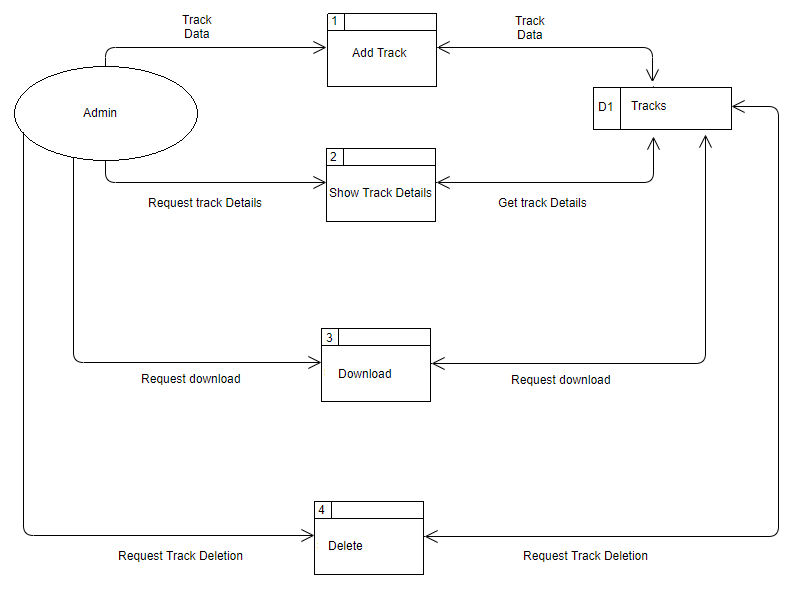 Track
Data
1
Add Track
Track
Data
Admin
D1
Tracks
2
Show Track Details
Request track Details
Get track Details
3
Download
Request download
Request download
4
Delete
Request Track Deletion
Request Track Deletion